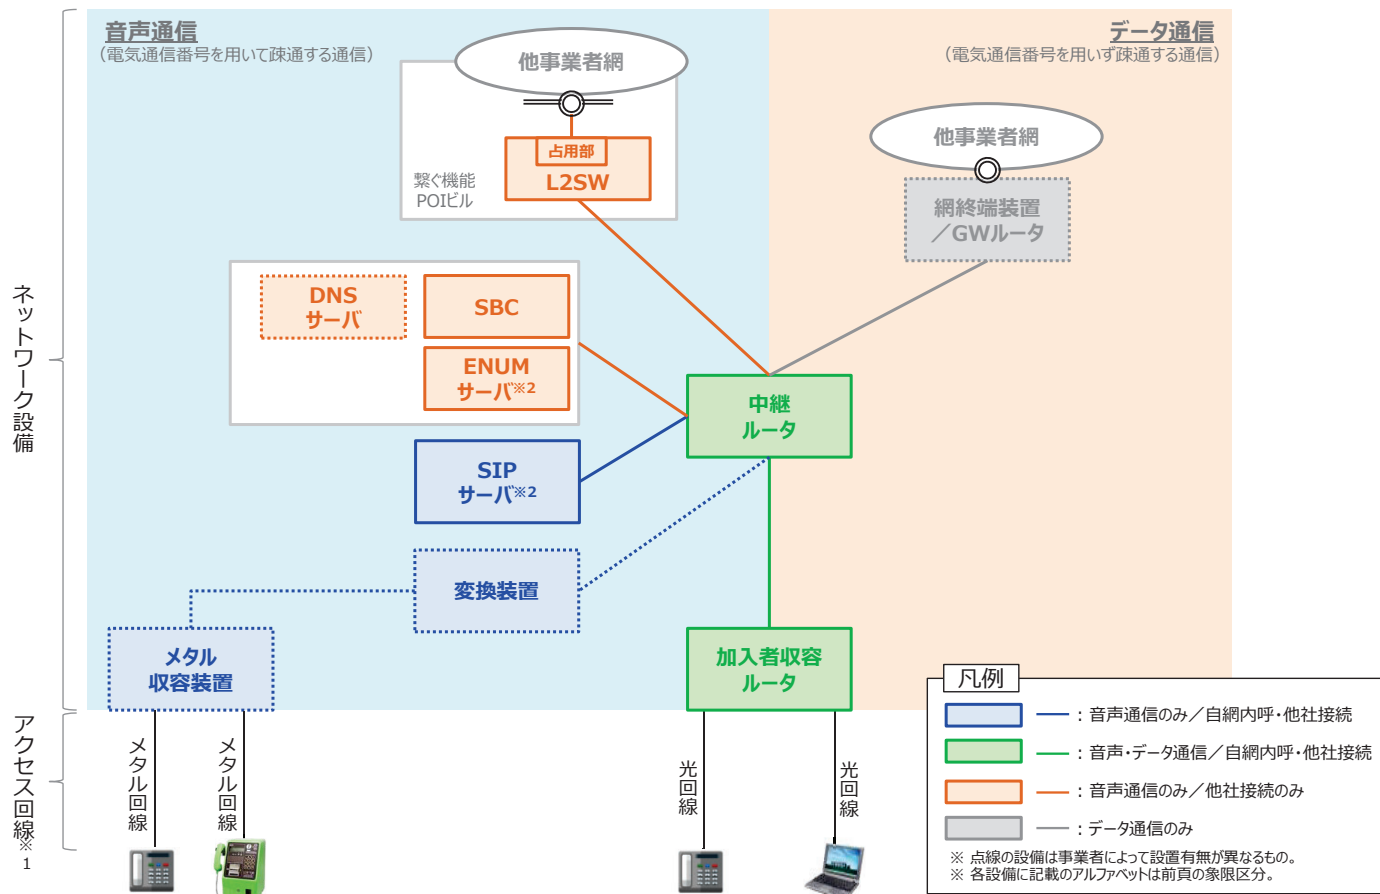 音声通信
（電気通信番号を用いて疎通する通信）
データ通信
（電気通信番号を用いず疎通する通信）
他事業者網
占用部
L2SW
繋ぐ機能
POIビル
他事業者網
網終端装置
／GWルータ
DNS
サーバ
SBC
ENUM
サーバ※2
中継
ルータ
SIP
サーバ※2
変換装置
メタル
収容装置
加入者収容
ルータ
ネットワーク設備
アクセス回線※1
メタル回線
メタル回線
光回線
光回線
凡例
：音声通信のみ／自網内呼・他社接続
：音声・データ通信／自網内呼・他社接続
：音声通信のみ／他社接続のみ
：データ通信のみ
※ 点線の設備は事業者によって設置有無が異なるもの。
※ 各設備に記載のアルファベットは前頁の象限区分。